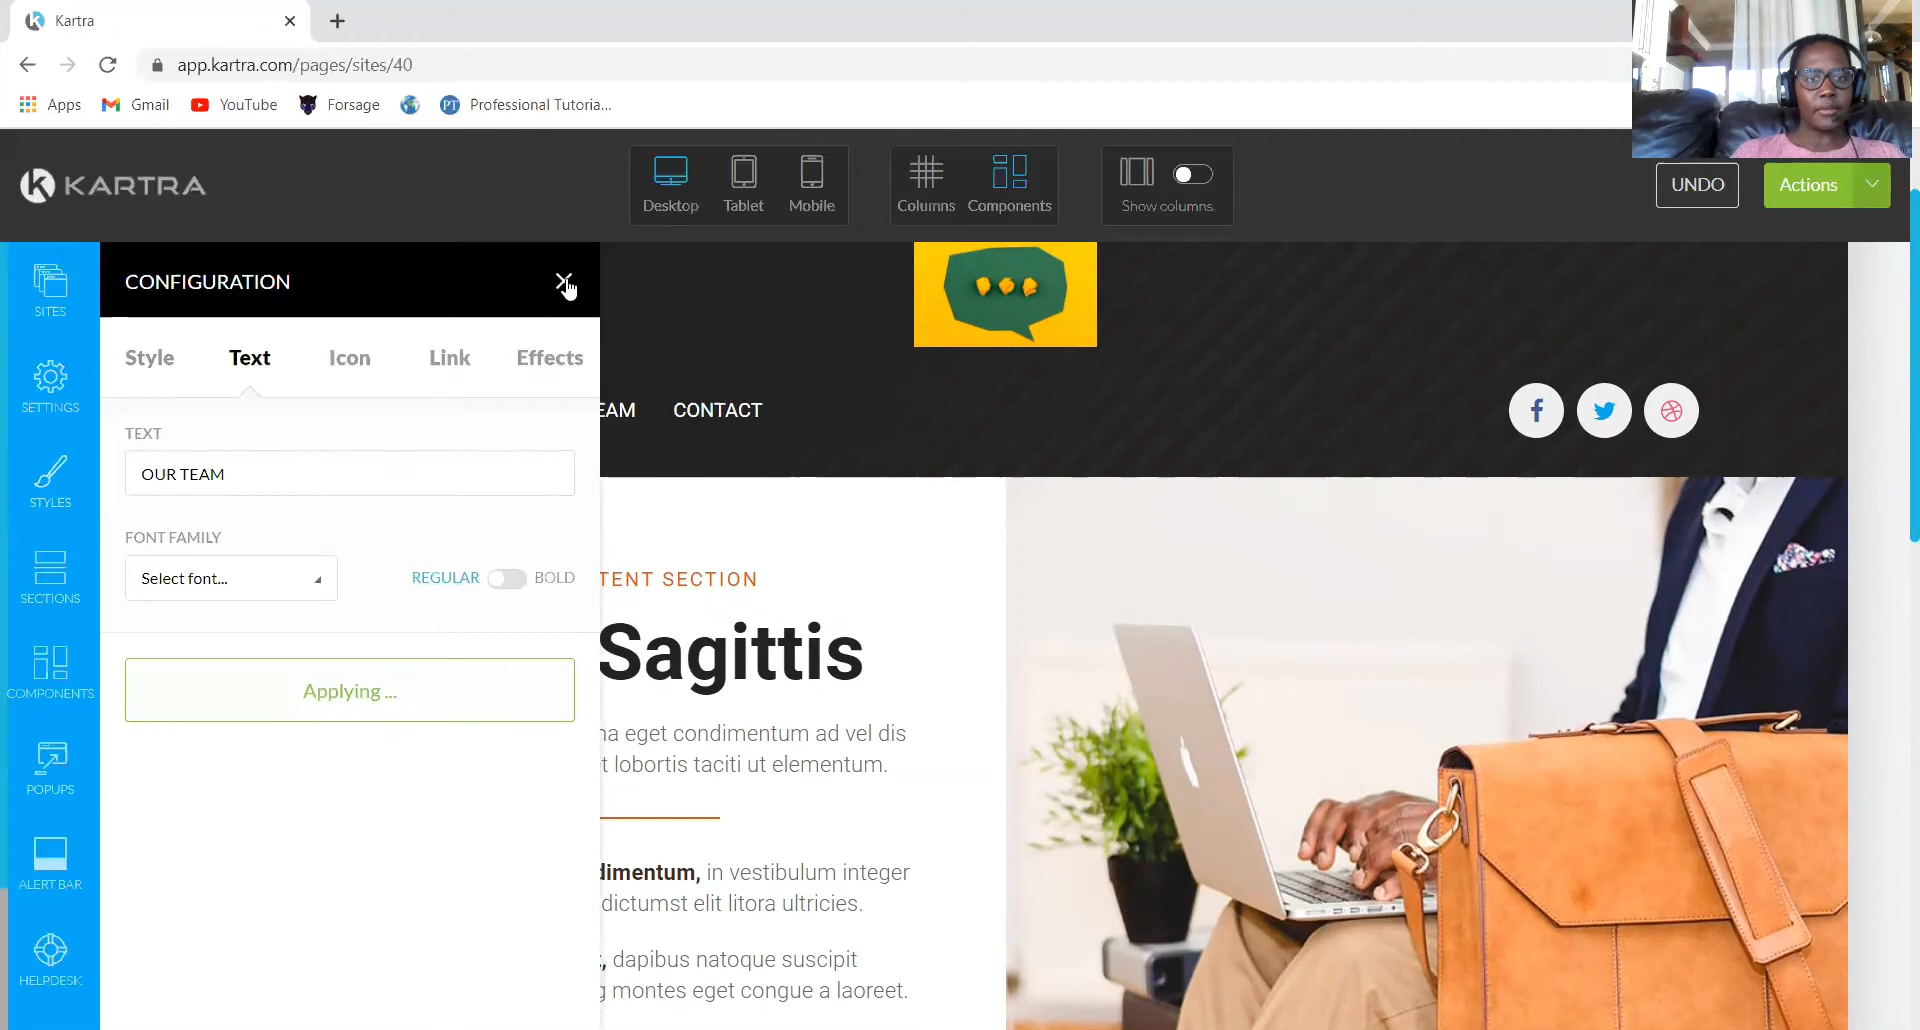 Kartra
app.kartra.com/pages/sites/40
Apps
Gmail
YouTube
Forsage
PT
Professional Tutoria...
KARTRA
Desktop
Tablet
Mobile
Columns
Components
Show columns
UNDO
Actions
SITES
SETTINGS
STYLES
SECTIONS
COMPONENTS
POPUPS
ALERT BAR
HELPDESK
CONFIGURATION
Style
Text
Icon
Link
Effects
TEXT
OUR TEAM
FONT FAMILY
Select font...
REGULAR
BOLD
Applying ...
EAM
CONTACT
TENT SECTION
Sagittis
na eget condimentum ad vel dis
t lobortis taciti ut elementum.
dimentum, in vestibulum integer
dictumst elit litora ultricies.
, dapibus natoque suscipit
g montes eget congue a laoreet.